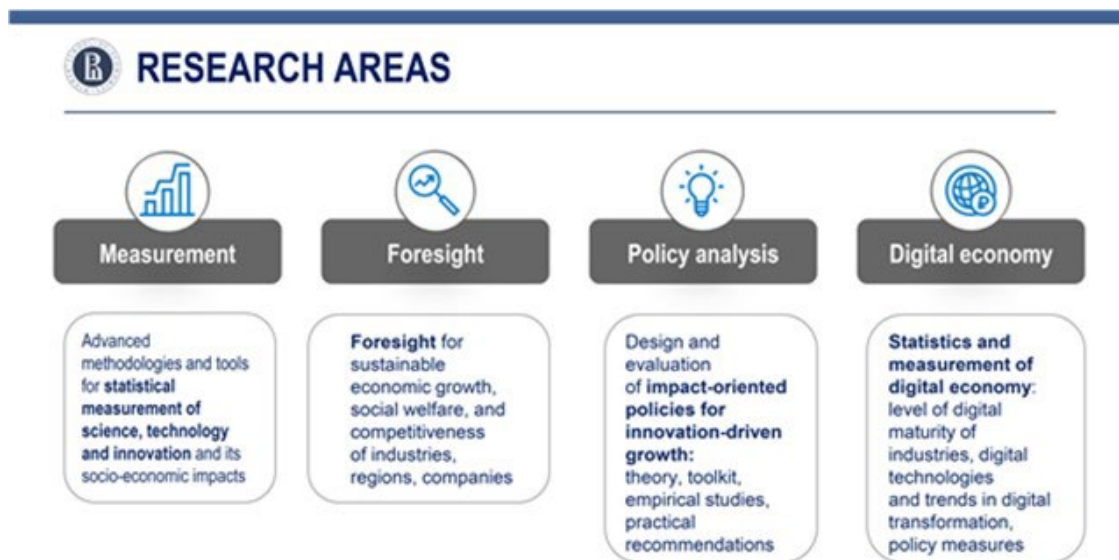 RESEARCH AREAS
Measurement
Advanced
methodologies and tools
for statistical
measurement of
science, technology
and innovation and its
socio-economic impacts
Foresight
Foresight for
sustainable
economic growth,
social welfare, and
competitiveness
of industries,
regions, companies
Policy analysis
Design and
evaluation
of impact-oriented
policies for
innovation-driven
growth:
theory, toolkit,
empirical studies,
practical
recommendations
Digital economy
Statistics and
measurement of
digital economy:
level of digital
maturity of
industries, digital
technologies
and trends in digital
transformation,
policy measures